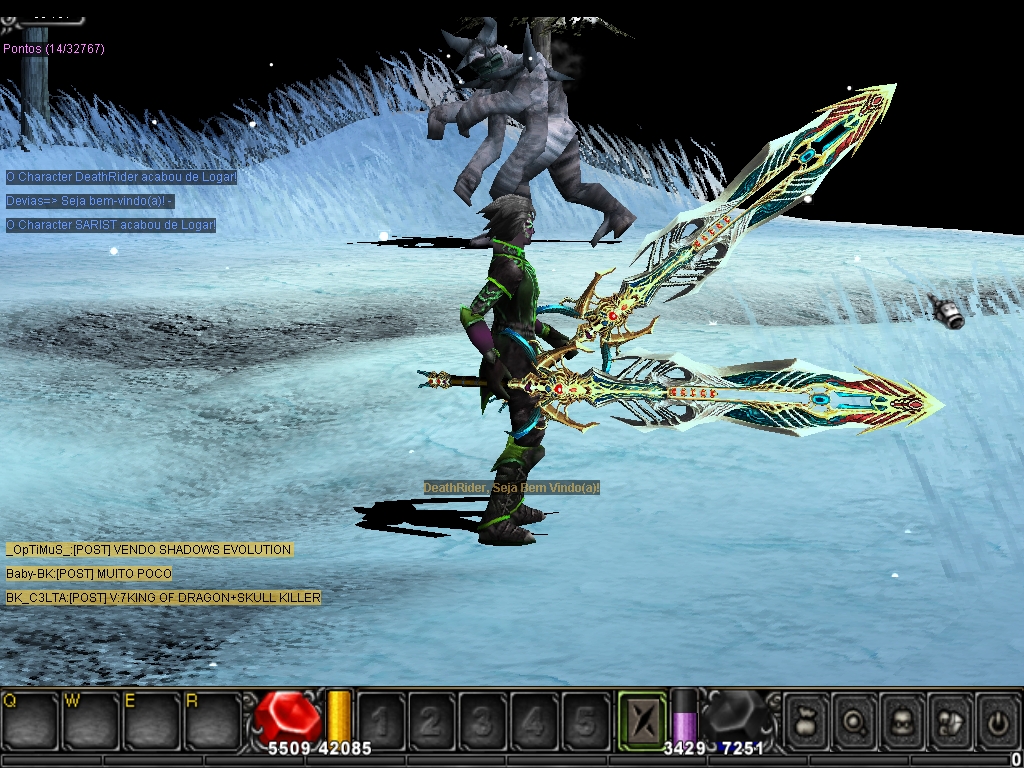 Pontos (14/32767)
O Character DeathRider acabou de Logar!
Devias=> Seja bem-vindo(a)! -
O Character SARIST acabou de Logar!
DeathRider, Seja Bem Vindo(a)!
_OpTiMuS_:[POST] VENDO SHADOWS EVOLUTION
Baby-BK:[POST] MUITO POCO
BK_C3LTA:[POST] V:7KING OF DRAGON+SKULL KILLER
Q W E R 1 2 3 4 5
5509 42085 3429 7251
0